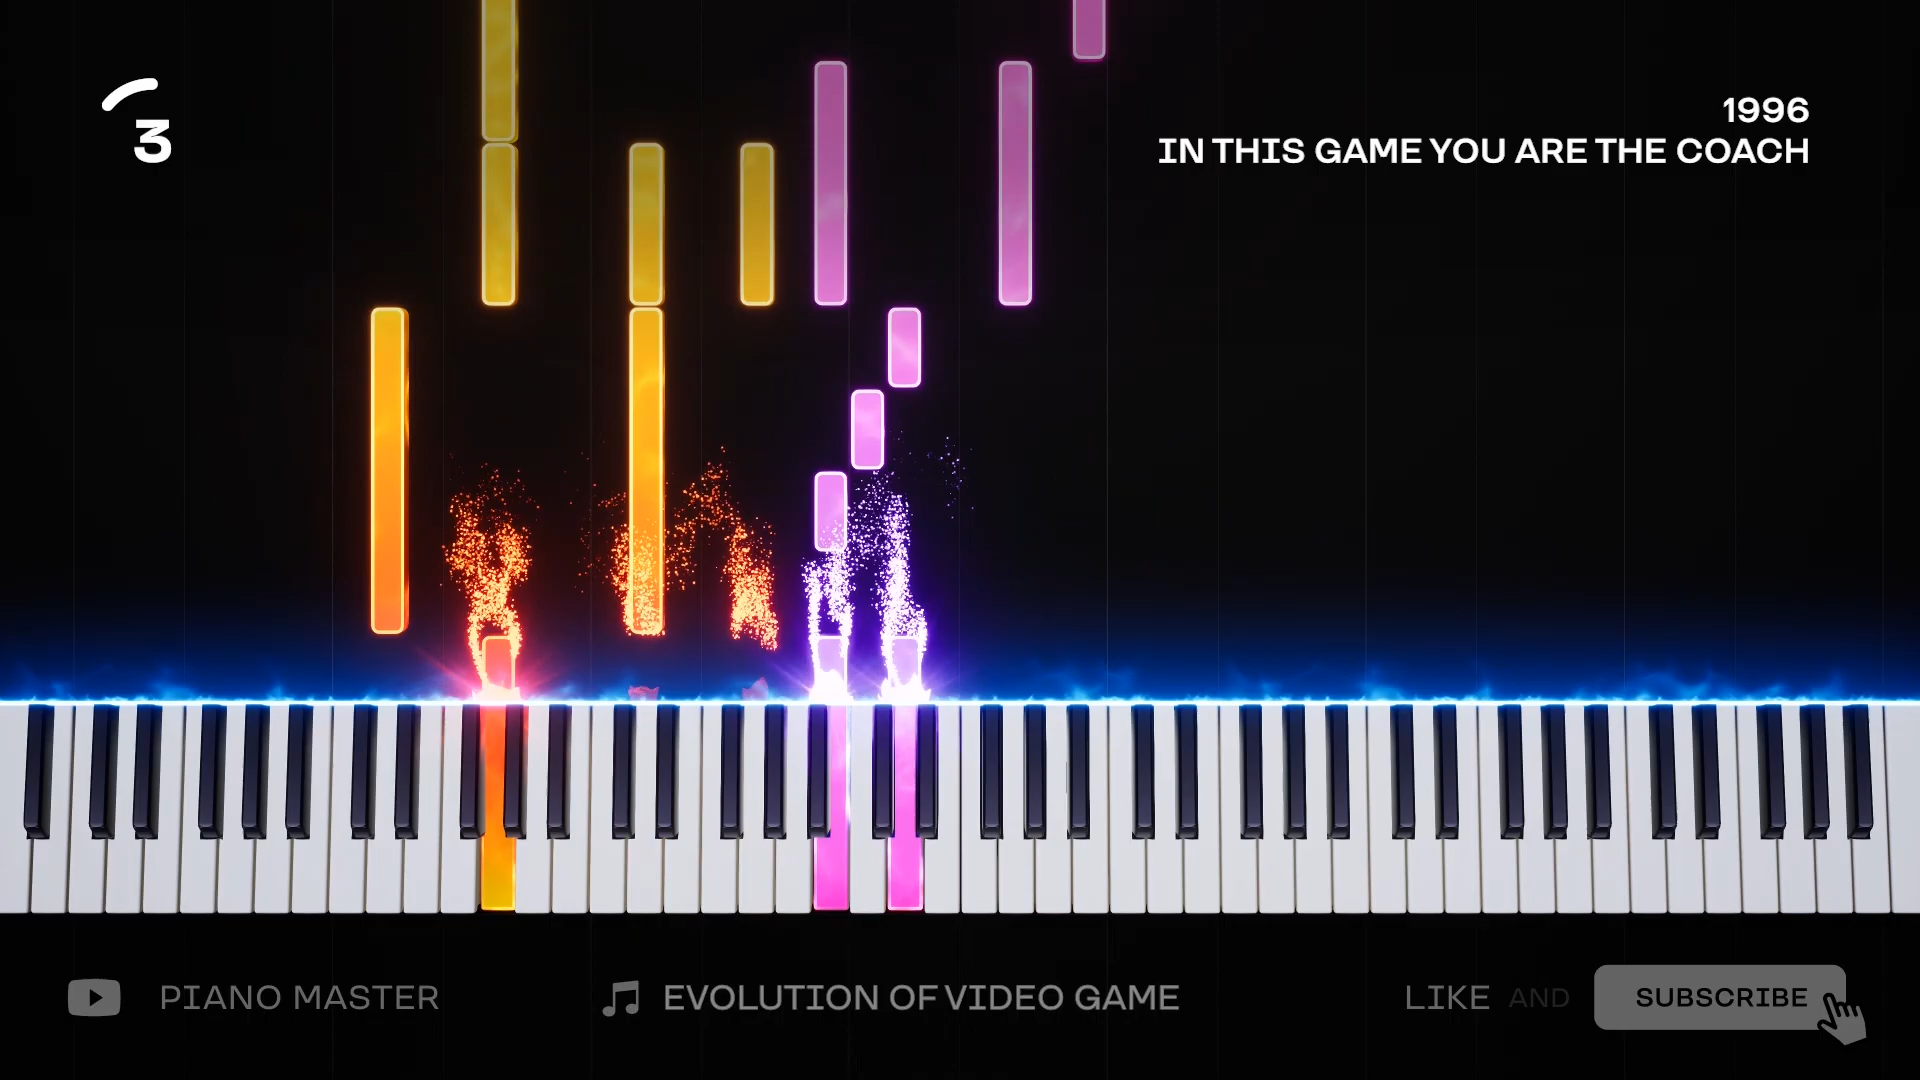 3
1996
IN THIS GAME YOU ARE THE COACH
PIANO MASTER
EVOLUTION OF VIDEO GAME
LIKE AND SUBSCRIBE